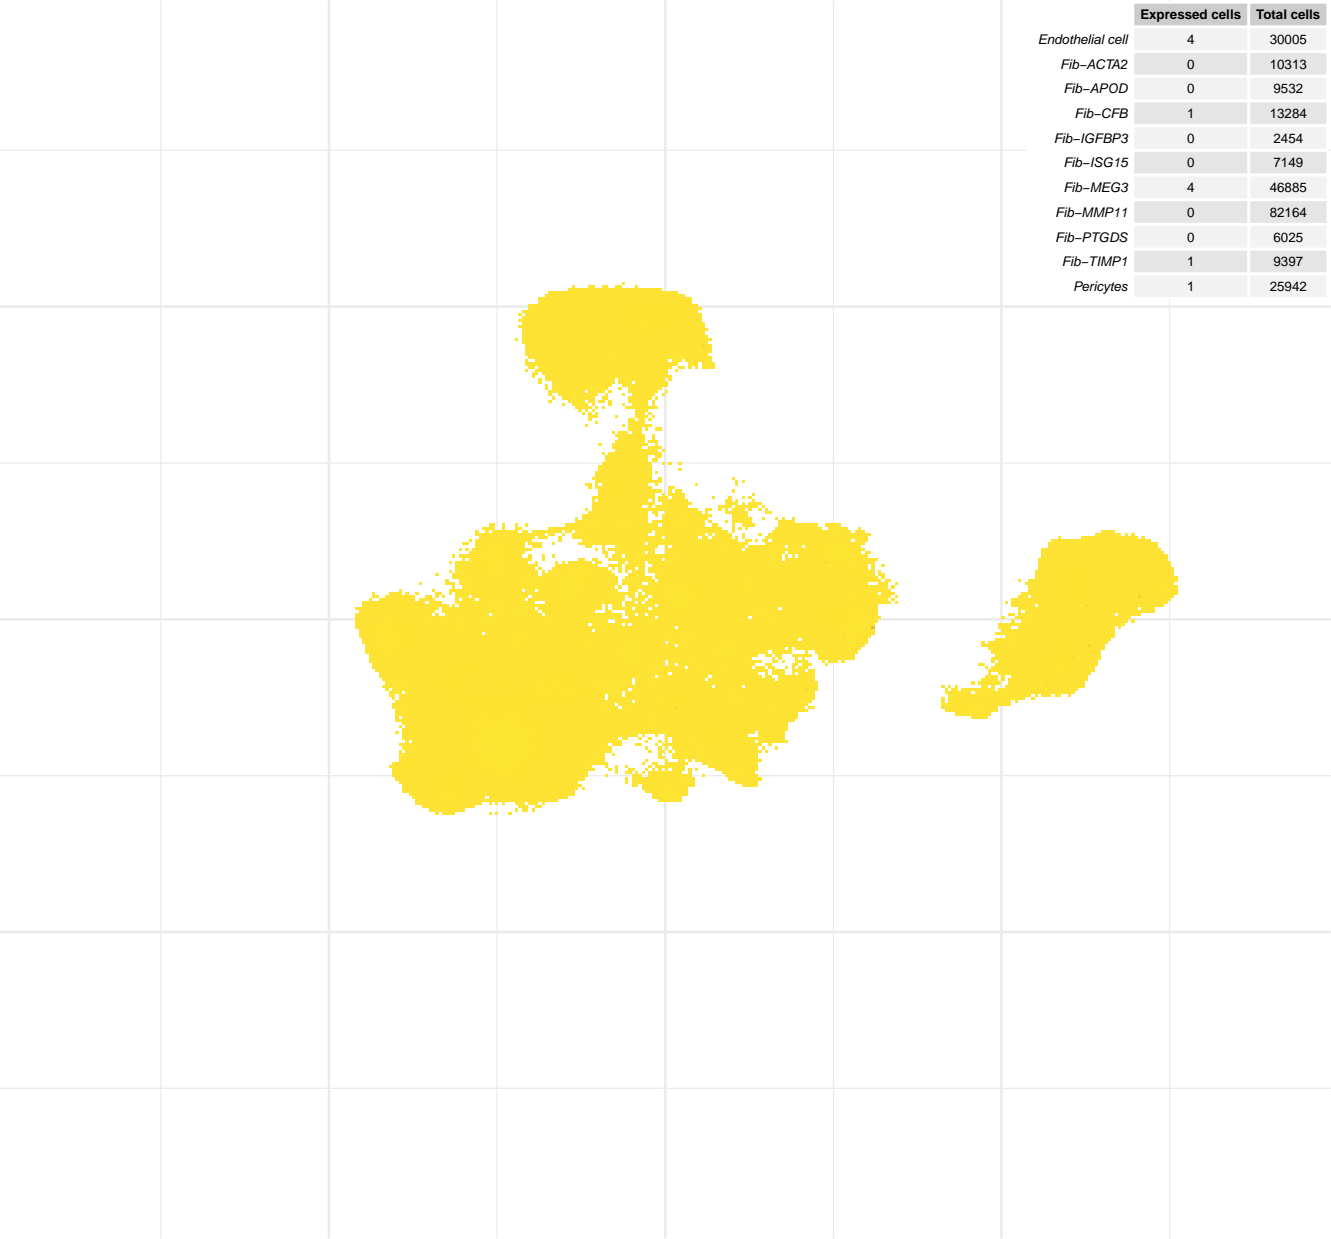 Expressed cells Total cells
Endothelial cell 4 30005
Fib−ACTA2 0 10313
Fib−APOD 0 9532
Fib−CFB 1 13284
Fib−IGFBP3 0 2454
Fib−ISG15 0 7149
Fib−MEG3 4 46885
Fib−MMP11 0 82164
Fib−PTGDS 0 6025
Fib−TIMP1 1 9397
Pericytes 1 25942